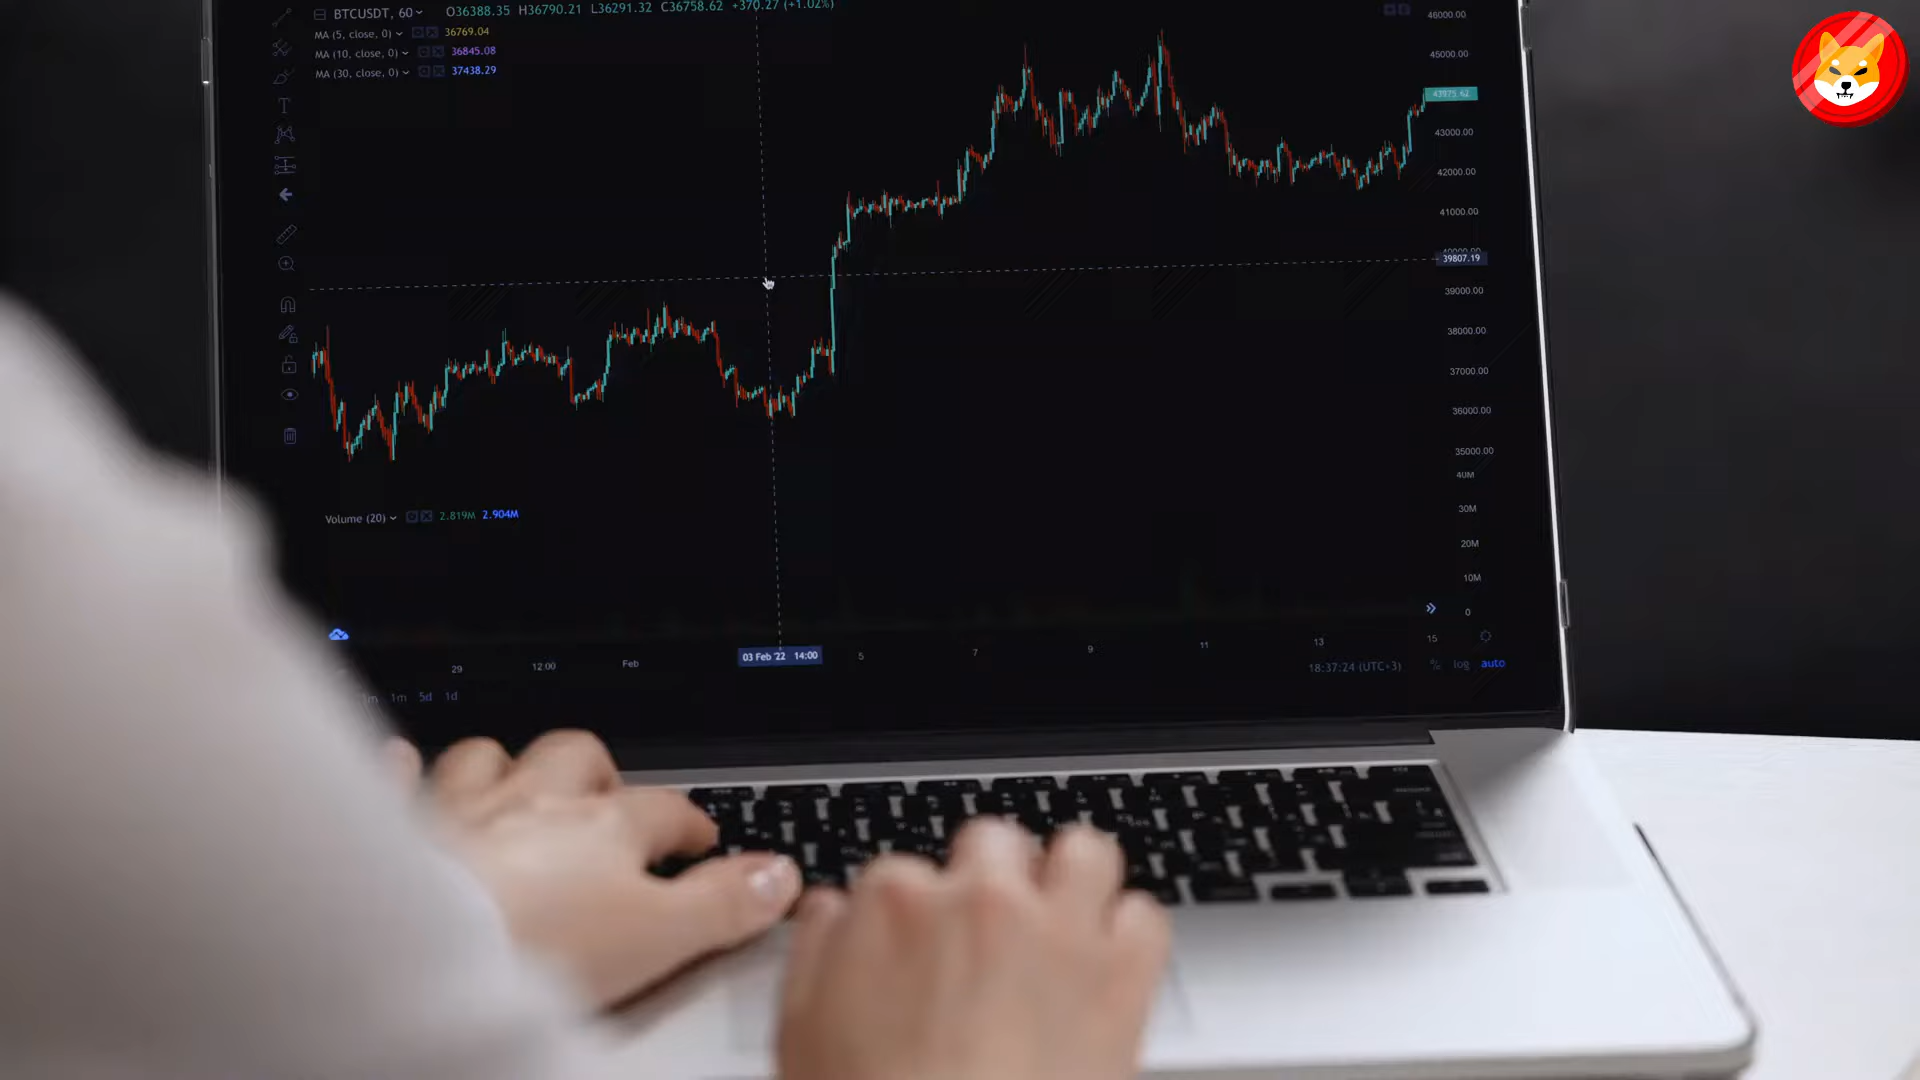 BTCUSDT, 60 O36388.35 H36790.21 L36291.32 C36758.62 +370.27 (+1.02%)
MA (5, close, 0) 36769.04
MA (10, close, 0) 36845.08
MA (30, close, 0) 37438.29
46000.00
45000.00
43975.62
43000.00
42000.00
41000.00
40000.00
39807.19
39000.00
38000.00
37000.00
36000.00
35000.00
40M
30M
Volume (20) 2.819M 2.904M
20M
10M
0
29 12:00 Feb 03 Feb '22 14:00 5 7 9 11 13 15
18:37:24 (UTC+3) % log auto
1m 5d 1d